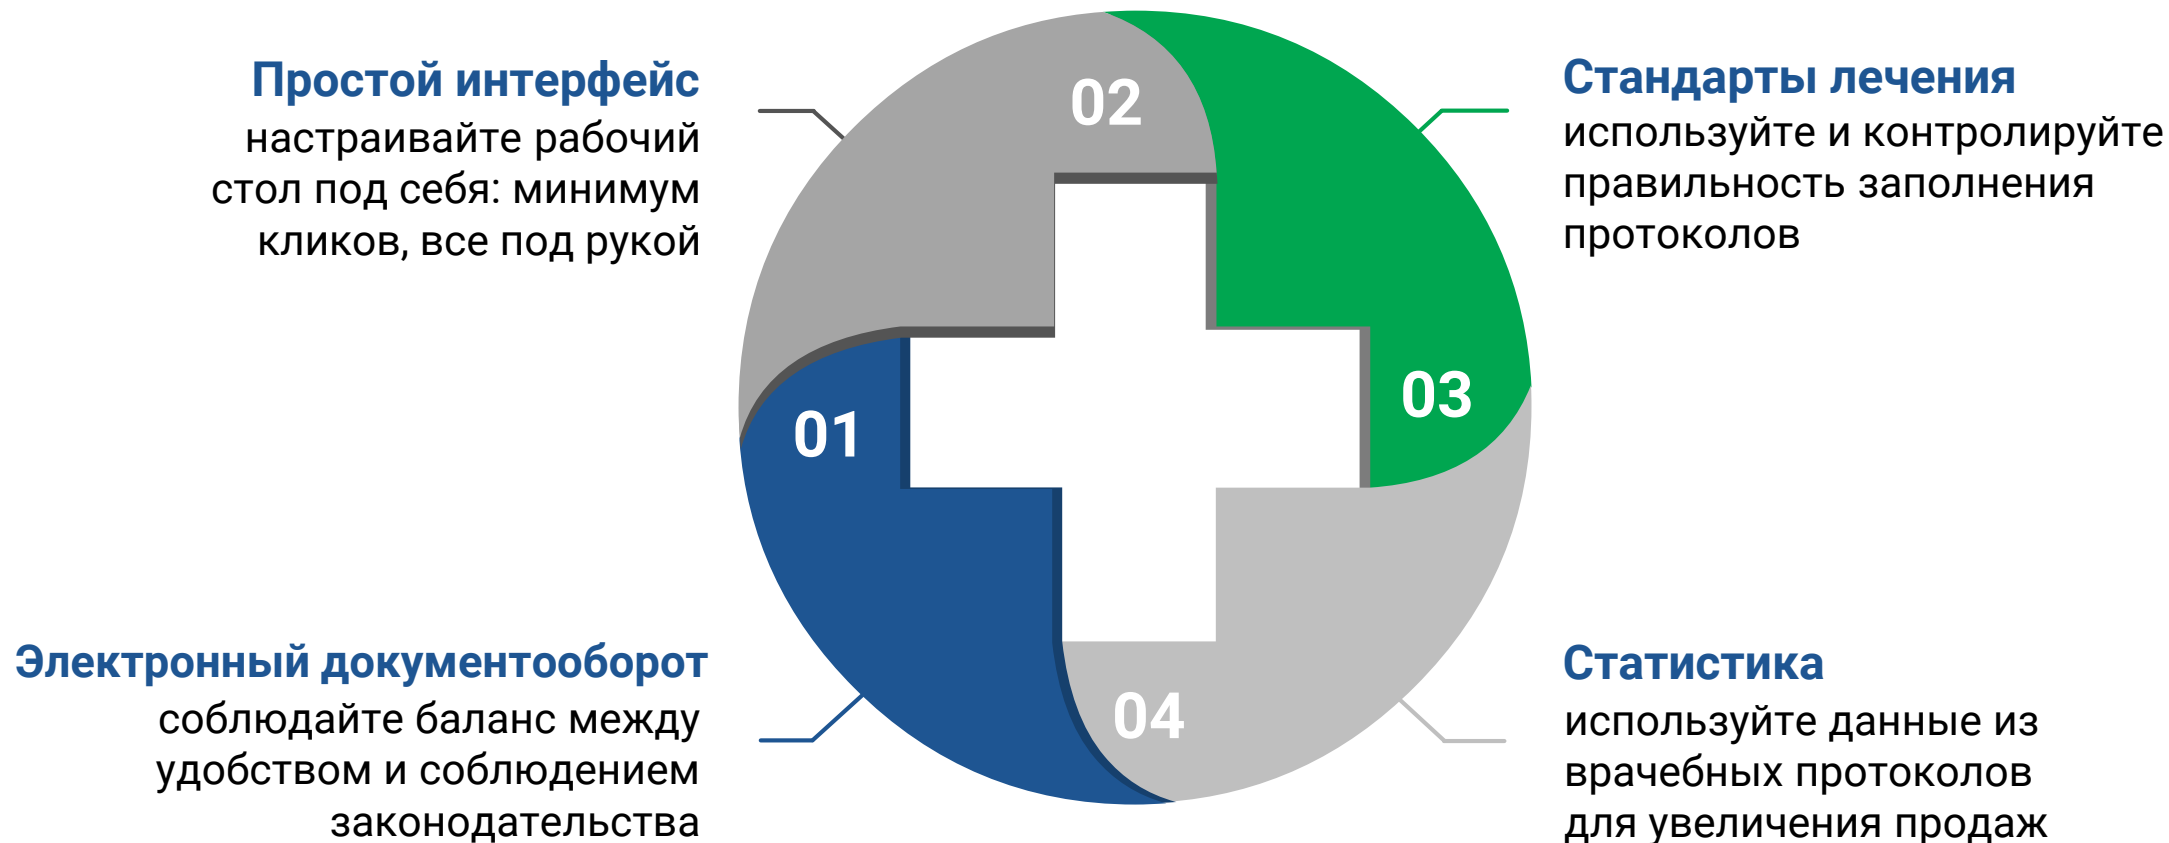 Простой интерфейс
настраивайте рабочий
стол под себя: минимум
кликов, все под рукой
02
Стандарты лечения
используйте и контролируйте
правильность заполнения
протоколов
01
03
Электронный документооборот
соблюдайте баланс между
удобством и соблюдением
законодательства
04
Статистика
используйте данные из
врачебных протоколов
для увеличения продаж